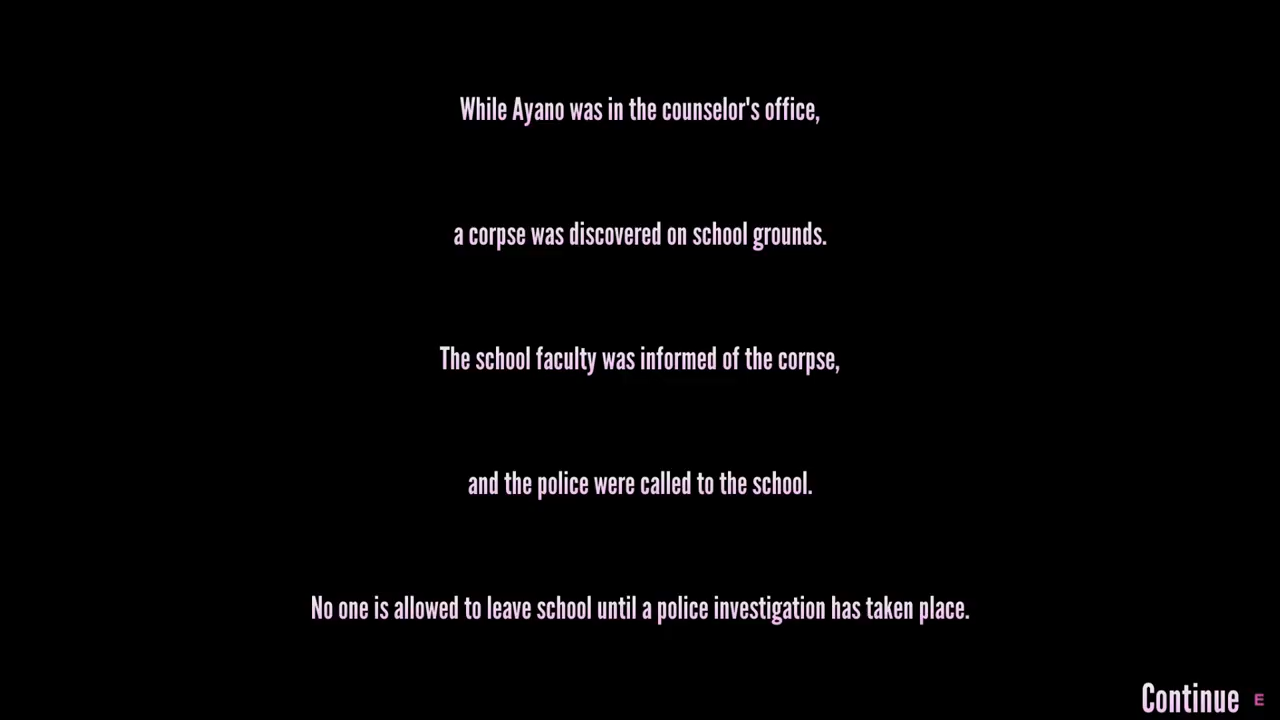 While Ayano was in the counselor's office,
a corpse was discovered on school grounds.
The school faculty was informed of the corpse,
and the police were called to the school.
No one is allowed to leave school until a police investigation has taken place.
Continue E